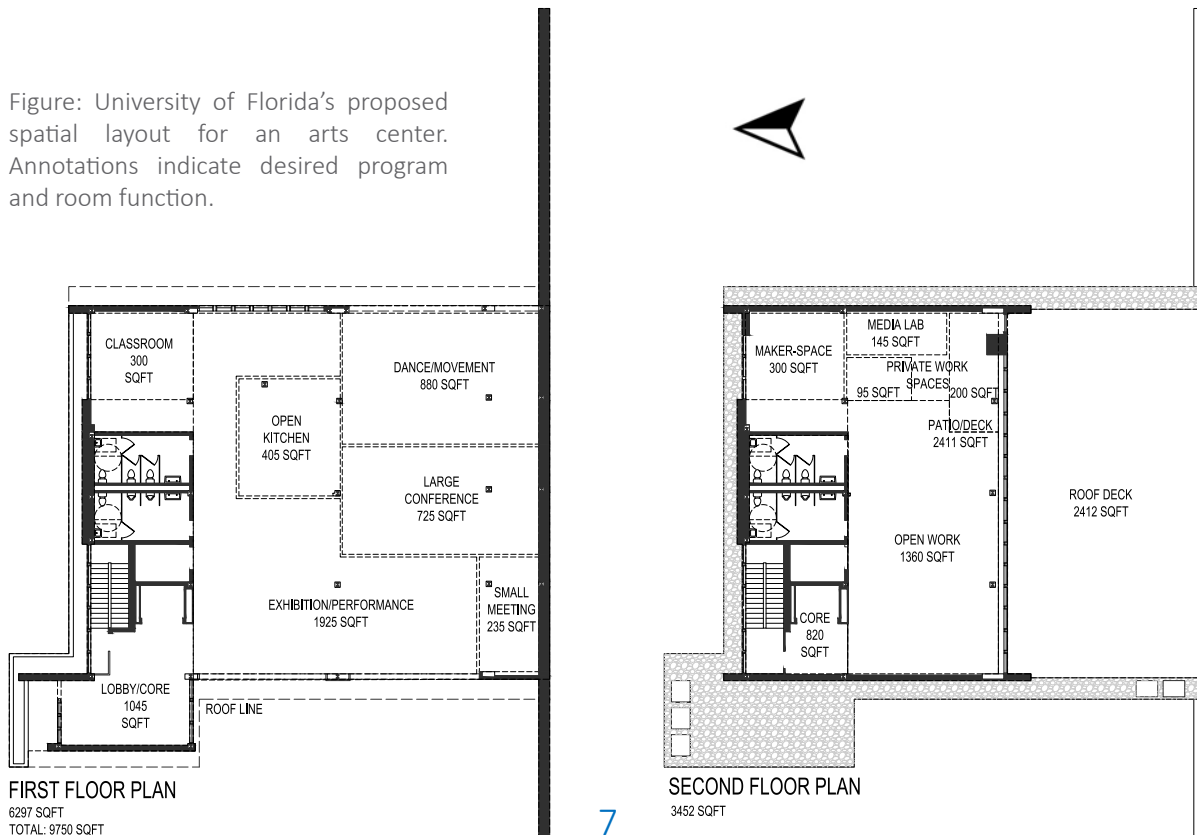 Figure: University of Florida’s proposed
spatial layout for an arts center.
Annotations indicate desired program
and room function.
CLASSROOM
300
SQFT
DANCE/MOVEMENT
880 SQFT
OPEN
KITCHEN
405 SQFT
LARGE
CONFERENCE
725 SQFT
EXHIBITION/PERFORMANCE
1925 SQFT
SMALL
MEETING
235 SQFT
LOBBY/CORE
1045
SQFT
ROOF LINE
FIRST FLOOR PLAN
6297 SQFT
TOTAL: 9750 SQFT
MEDIA LAB
145 SQFT
MAKER-SPACE
300 SQFT
PRIVATE WORK
SPACES
95 SQFT
200 SQFT
PATIO/DECK
2411 SQFT
ROOF DECK
2412 SQFT
OPEN WORK
1360 SQFT
CORE
820
SQFT
SECOND FLOOR PLAN
3452 SQFT
7